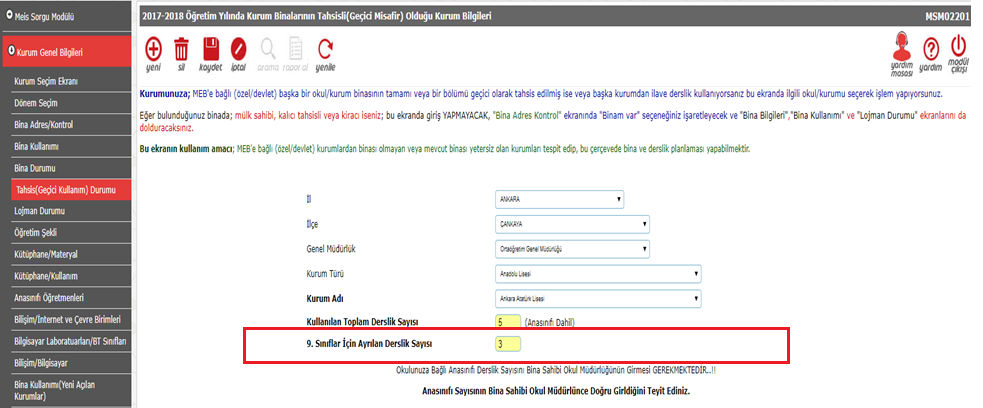 Meis Sorgu Modülü
Kurum Genel Bilgileri
Kurum Seçim Ekranı
Dönem Seçim
Bina Adres/Kontrol
Bina Kullanımı
Bina Durumu
Tahsis(Geçici Kullanım) Durumu
Lojman Durumu
Öğretim Şekli
Kütüphane/Materyal
Kütüphane/Kullanım
Anasınıfı Öğretmenleri
Bilişim/İnternet ve Çevre Birimleri
Bilgisayar Laboratuarları/BT Sınıfları
Bilişim/Bilgisayar
Bina Kullanımı(Yeni Açılan
Kurumlar)
2017-2018 Öğretim Yılında Kurum Binalarının Tahsisli(Geçici Misafir) Olduğu Kurum Bilgileri MSM02201
yeni sil kaydet iptal arama rapor al yenile yardım masası yardım modül çıkışı
Kurumunuza; MEB'e bağlı (özel/devlet) başka bir okul/kurum binasının tamamı veya bir bölümü geçici olarak tahsis edilmiş ise veya başka kurumdan ilave derslik kullanıyorsanız bu ekranda ilgili okul/kurumu seçerek işlem yapıyorsunuz.
Eğer bulunduğunuz binada; mülk sahibi, kalıcı tahsisli veya kiracı iseniz; bu ekranda giriş YAPMAYACAK, "Bina Adres Kontrol" ekranında "Binam var" seçeneğiniz işaretleyecek ve "Bina Bilgileri","Bina Kullanımı" ve "Lojman Durumu" ekranlarını da
dolduracaksınız.
Bu ekranın kullanım amacı; MEB'e bağlı (özel/devlet) kurumlardan binası olmayan veya mevcut binası yetersiz olan kurumları tespit edip, bu çerçevede bina ve derslik planlaması yapabilmektir.
İl ANKARA
İlçe ÇANKAYA
Genel Müdürlük Ortaöğretim Genel Müdürlüğü
Kurum Türü Anadolu Lisesi
Kurum Adı Ankara Atatürk Lisesi
Kullanılan Toplam Derslik Sayısı 5 (Anasınıfı Dahil)
9. Sınıflar İçin Ayrılan Derslik Sayısı 3
Okulunuza Bağlı Anasınıfı Derslik Sayısını Bina Sahibi Okul Müdürlüğünün Girmesi GEREKMEKTEDİR..!!
Anasınıfı Sayısının Bina Sahibi Okul Müdürlünce Doğru Girldiğini Teyit Ediniz.